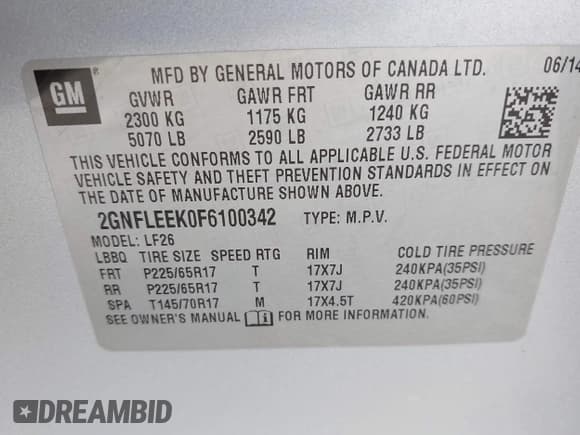 GM ®
MFD BY GENERAL MOTORS OF CANADA LTD. 06/14
GVWR GAWR FRT GAWR RR
2300 KG 1175 KG 1240 KG
5070 LB 2590 LB 2733 LB
THIS VEHICLE CONFORMS TO ALL APPLICABLE U.S. FEDERAL MOTOR
VEHICLE SAFETY AND THEFT PREVENTION STANDARDS IN EFFECT ON
THE DATE OF MANUFACTURE SHOWN ABOVE.
2GNFLEEK0F6100342 TYPE: M.P.V.
MODEL: LF26
LBBQ TIRE SIZE SPEED RTG RIM
FRT P225/65R17 T 17X7J 240KPA(35PSI)
RR P225/65R17 T 17X7J 240KPA(35PSI)
SPA T145/70R17 M 17X4.5T 420KPA(60PSI)
SEE OWNER'S MANUAL FOR MORE INFORMATION.
DREAMBID